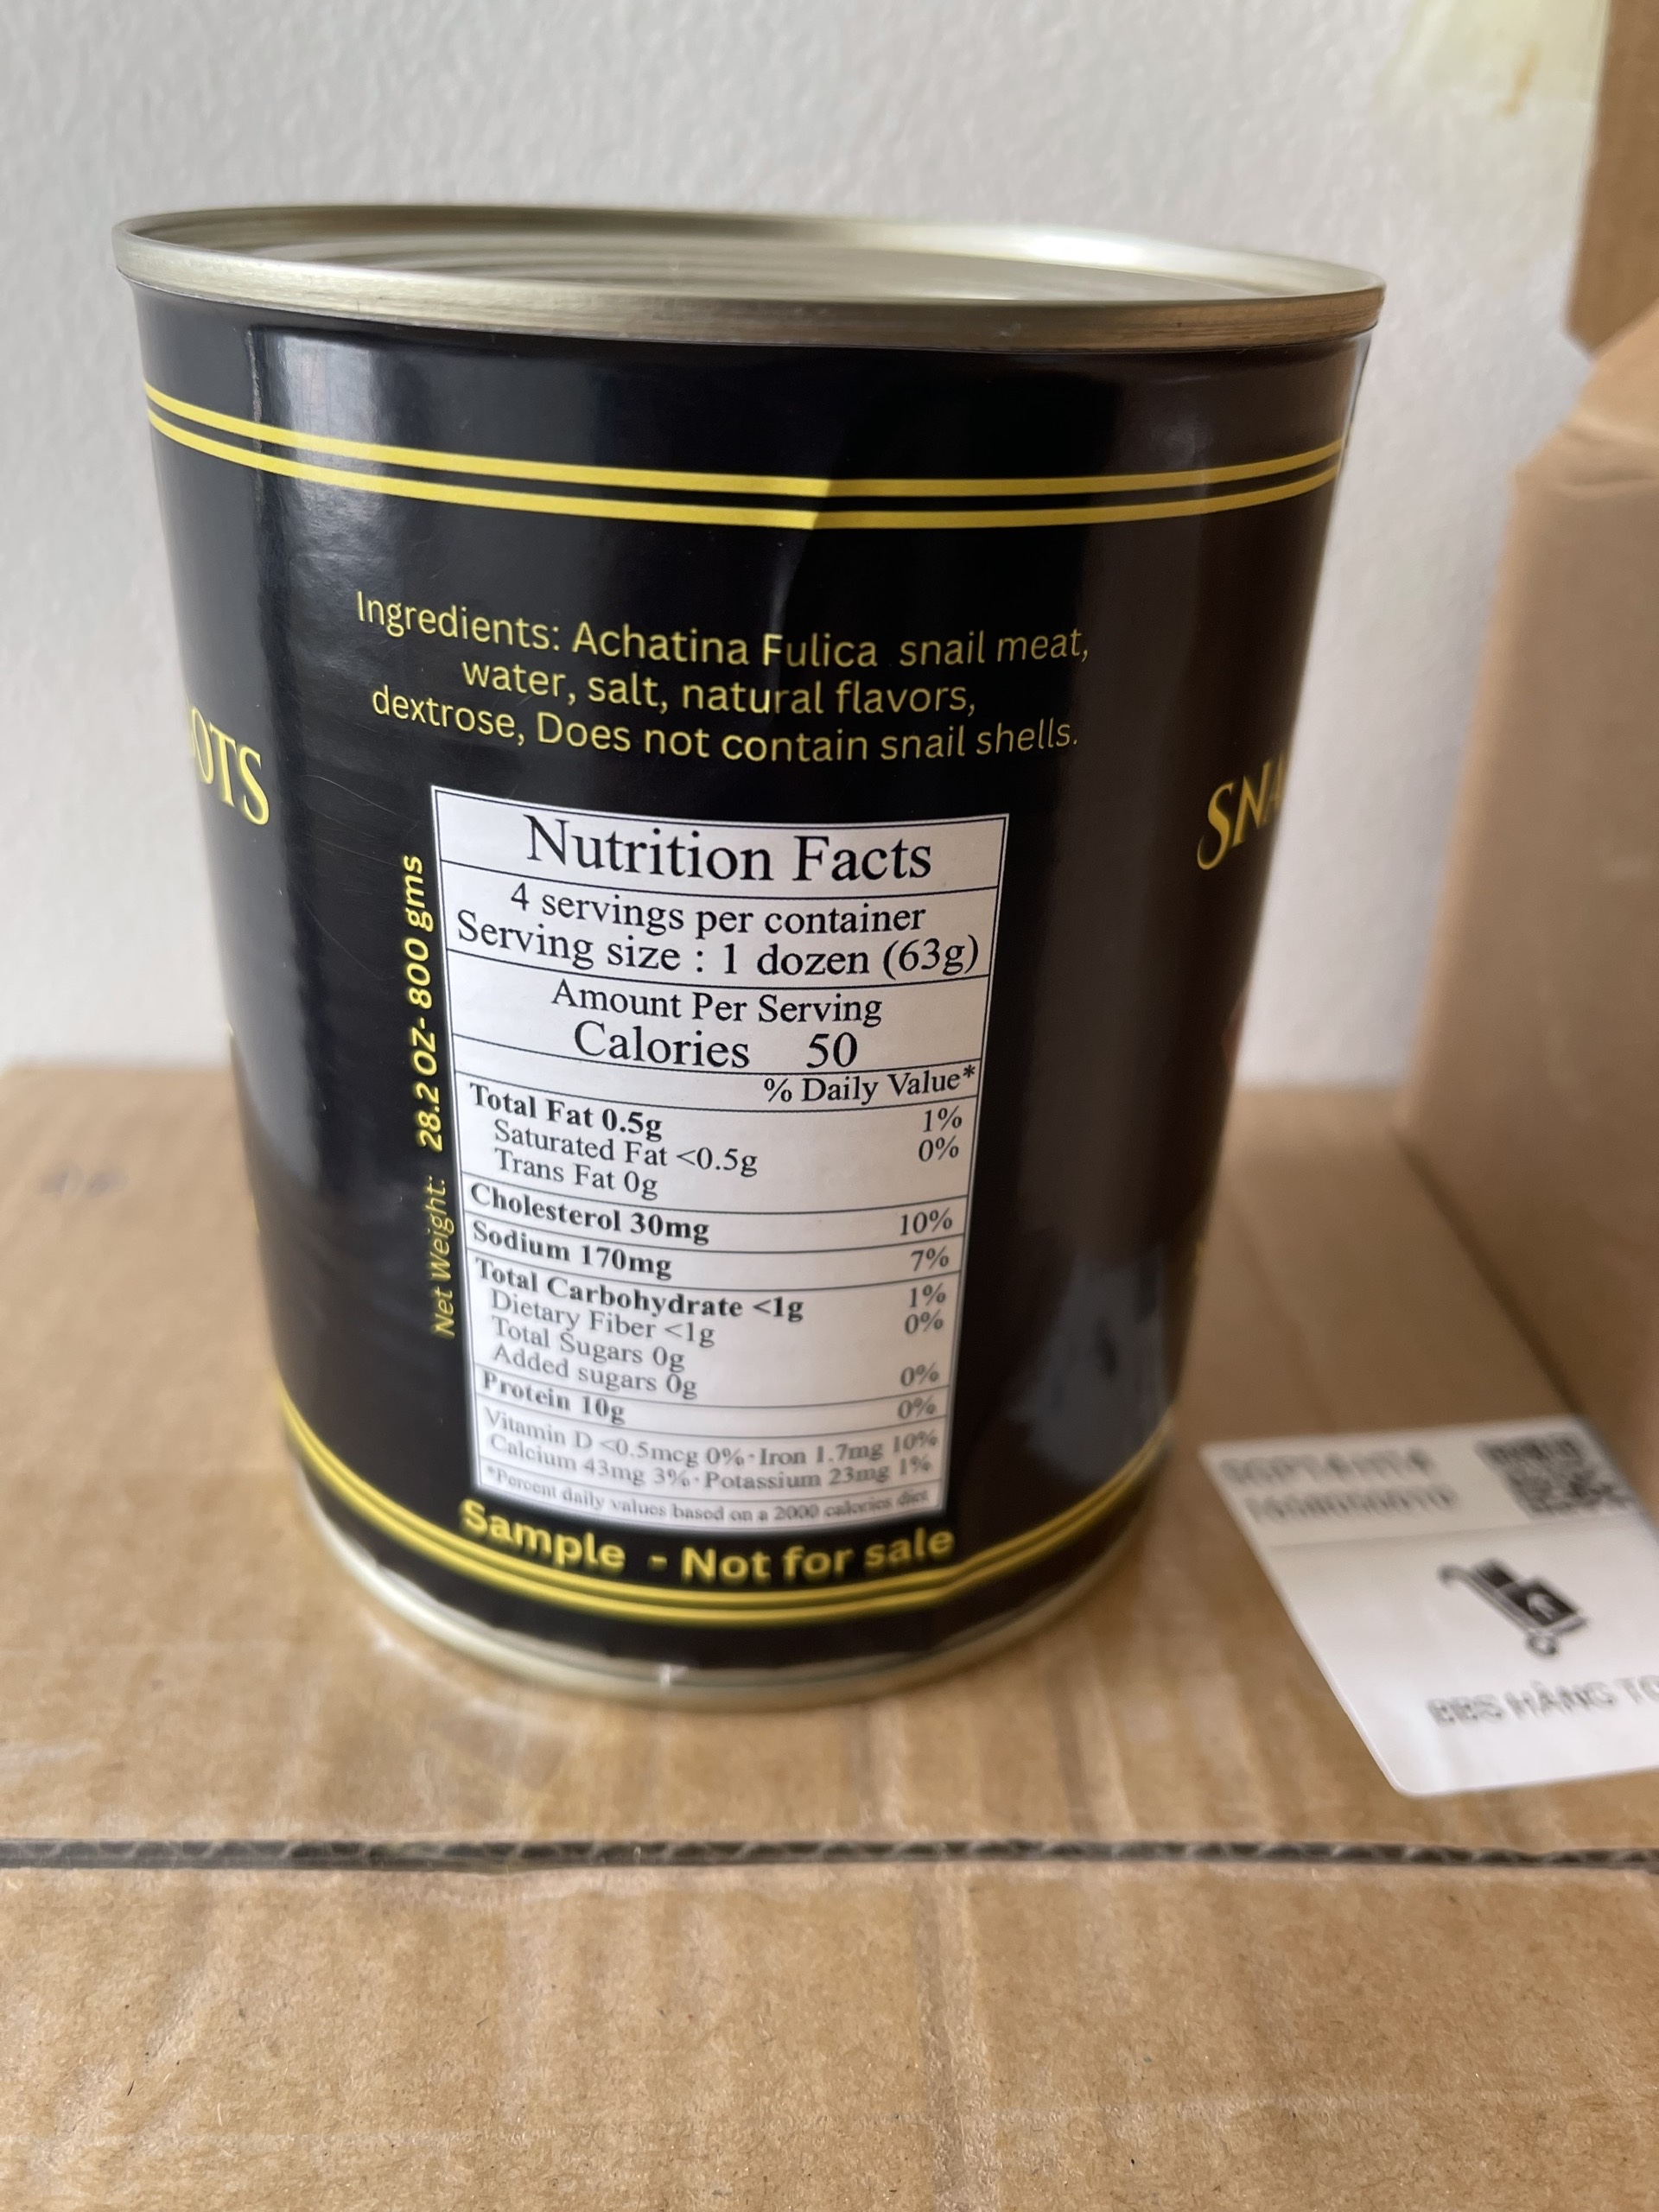 Ingredients: Achatina Fulica snail meat,
water, salt, natural flavors,
dextrose, Does not contain snail shells.
OTS
SNA
Net Weight: 28.2 OZ- 800 gms
Nutrition Facts
4 servings per container
Serving size : 1 dozen (63g)
Amount Per Serving
Calories 50
% Daily Value*
Total Fat 0.5g 1%
Saturated Fat <0.5g 0%
Trans Fat 0g
Cholesterol 30mg 10%
Sodium 170mg 7%
Total Carbohydrate <1g 1%
Dietary Fiber <1g 0%
Total Sugars 0g
Added sugars 0g 0%
Protein 10g 0%
Vitamin D <0.5mcg 0%·Iron 1.7mg 10%
Calcium 43mg 3%·Potassium 23mg 1%
*Percent daily values based on a 2000 calories diet
Sample - Not for sale
BBS HÀNG